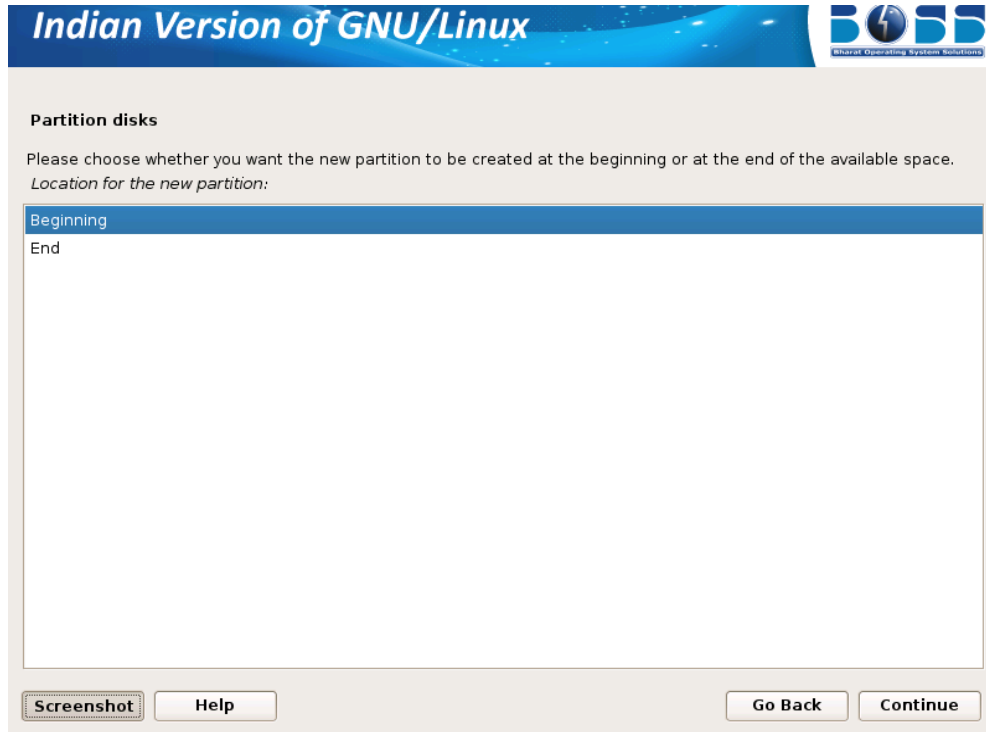 Indian Version of GNU/Linux
BOSS
Bharat Operating System Solutions
Partition disks
Please choose whether you want the new partition to be created at the beginning or at the end of the available space.
Location for the new partition:
Beginning
End
Screenshot Help Go Back Continue